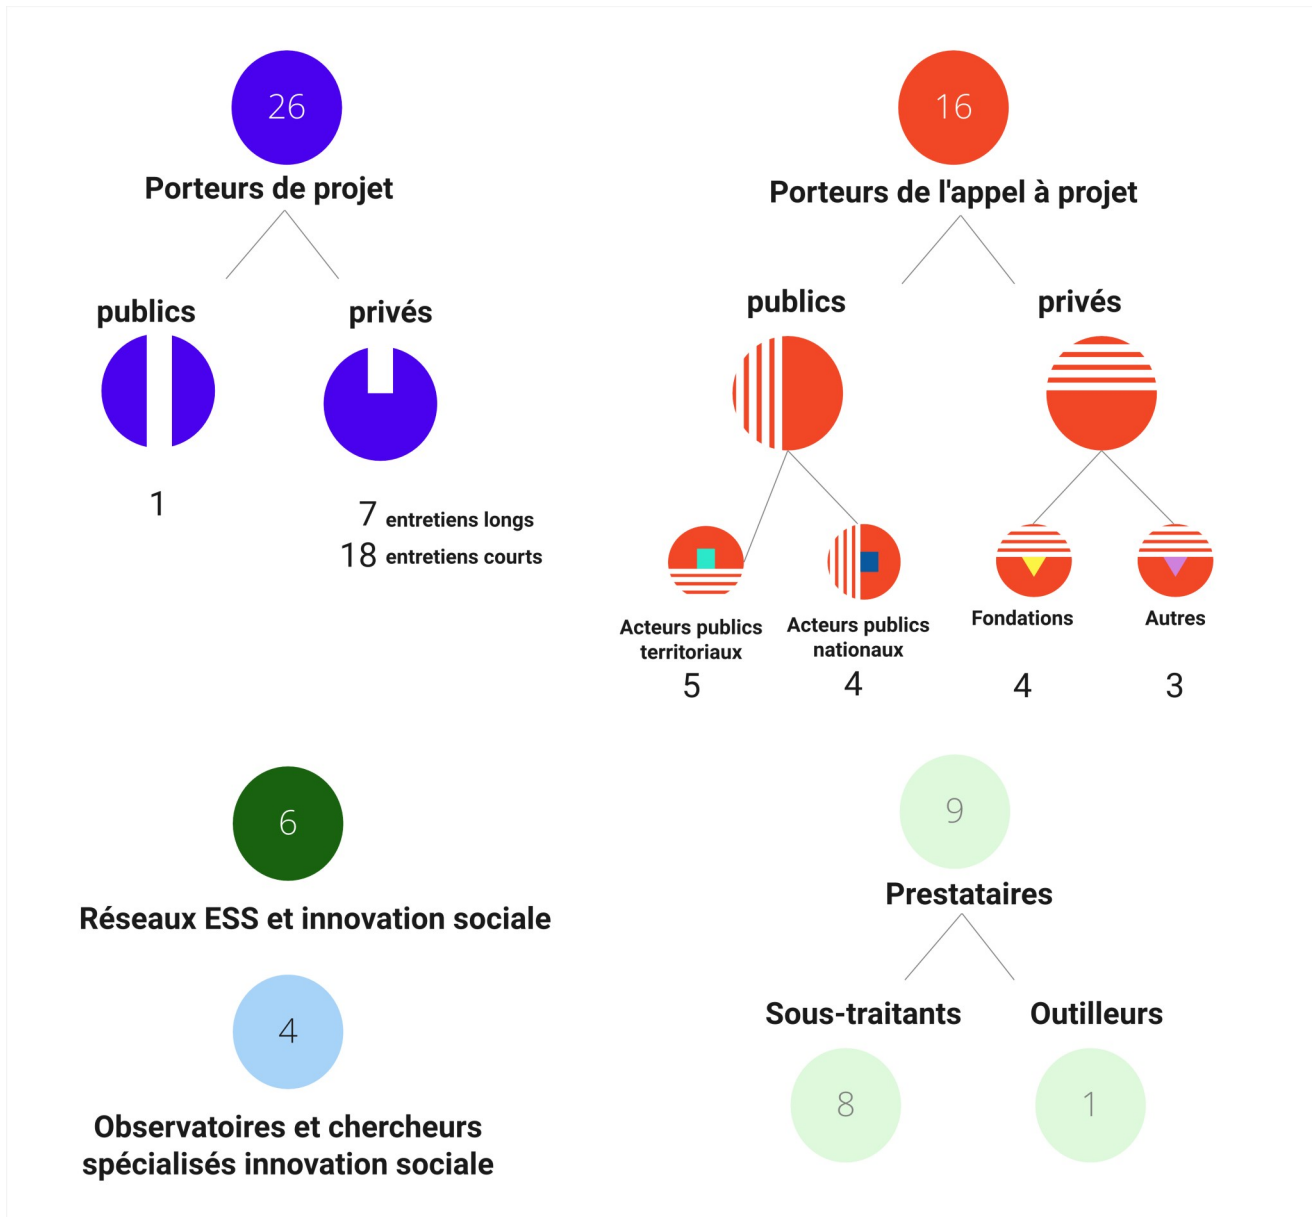 26
Porteurs de projet
publics
privés
1
7 entretiens longs
18 entretiens courts
16
Porteurs de l'appel à projet
publics
privés
Acteurs publics
territoriaux
5
Acteurs publics
nationaux
4
Fondations
4
Autres
3
6
Réseaux ESS et innovation sociale
4
Observatoires et chercheurs
spécialisés innovation sociale
9
Prestataires
Sous-traitants
8
Outilleurs
1